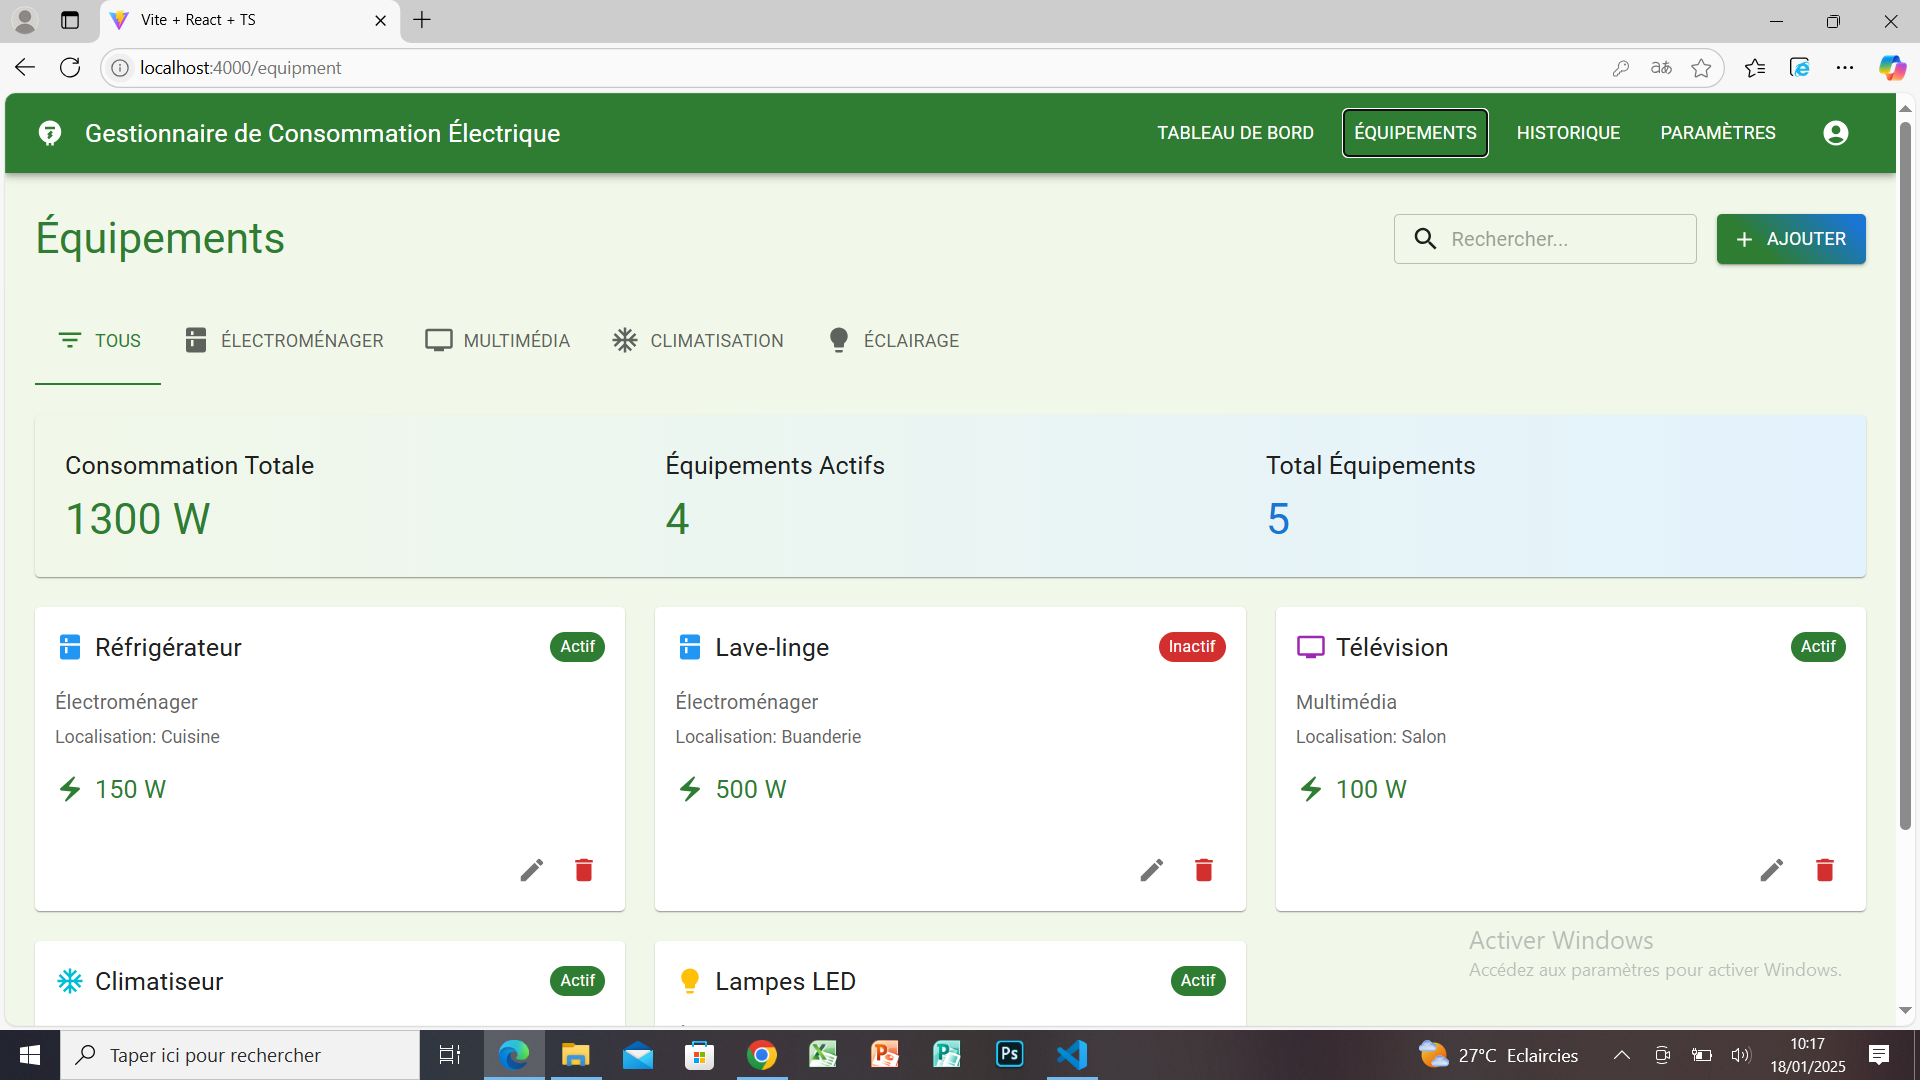 Vite + React + TS
localhost:4000/equipment
Gestionnaire de Consommation Électrique
TABLEAU DE BORD
ÉQUIPEMENTS
HISTORIQUE
PARAMÈTRES
Équipements
Rechercher...
AJOUTER
TOUS
ÉLECTROMÉNAGER
MULTIMÉDIA
CLIMATISATION
ÉCLAIRAGE
Consommation Totale
1300 W
Équipements Actifs
4
Total Équipements
5
Réfrigérateur
Actif
Électroménager
Localisation: Cuisine
150 W
Lave-linge
Inactif
Électroménager
Localisation: Buanderie
500 W
Télévision
Actif
Multimédia
Localisation: Salon
100 W
Climatiseur
Actif
Lampes LED
Actif
Activer Windows
Accédez aux paramètres pour activer Windows.
Taper ici pour rechercher
Ps
27°C Eclaircies
10:17
18/01/2025